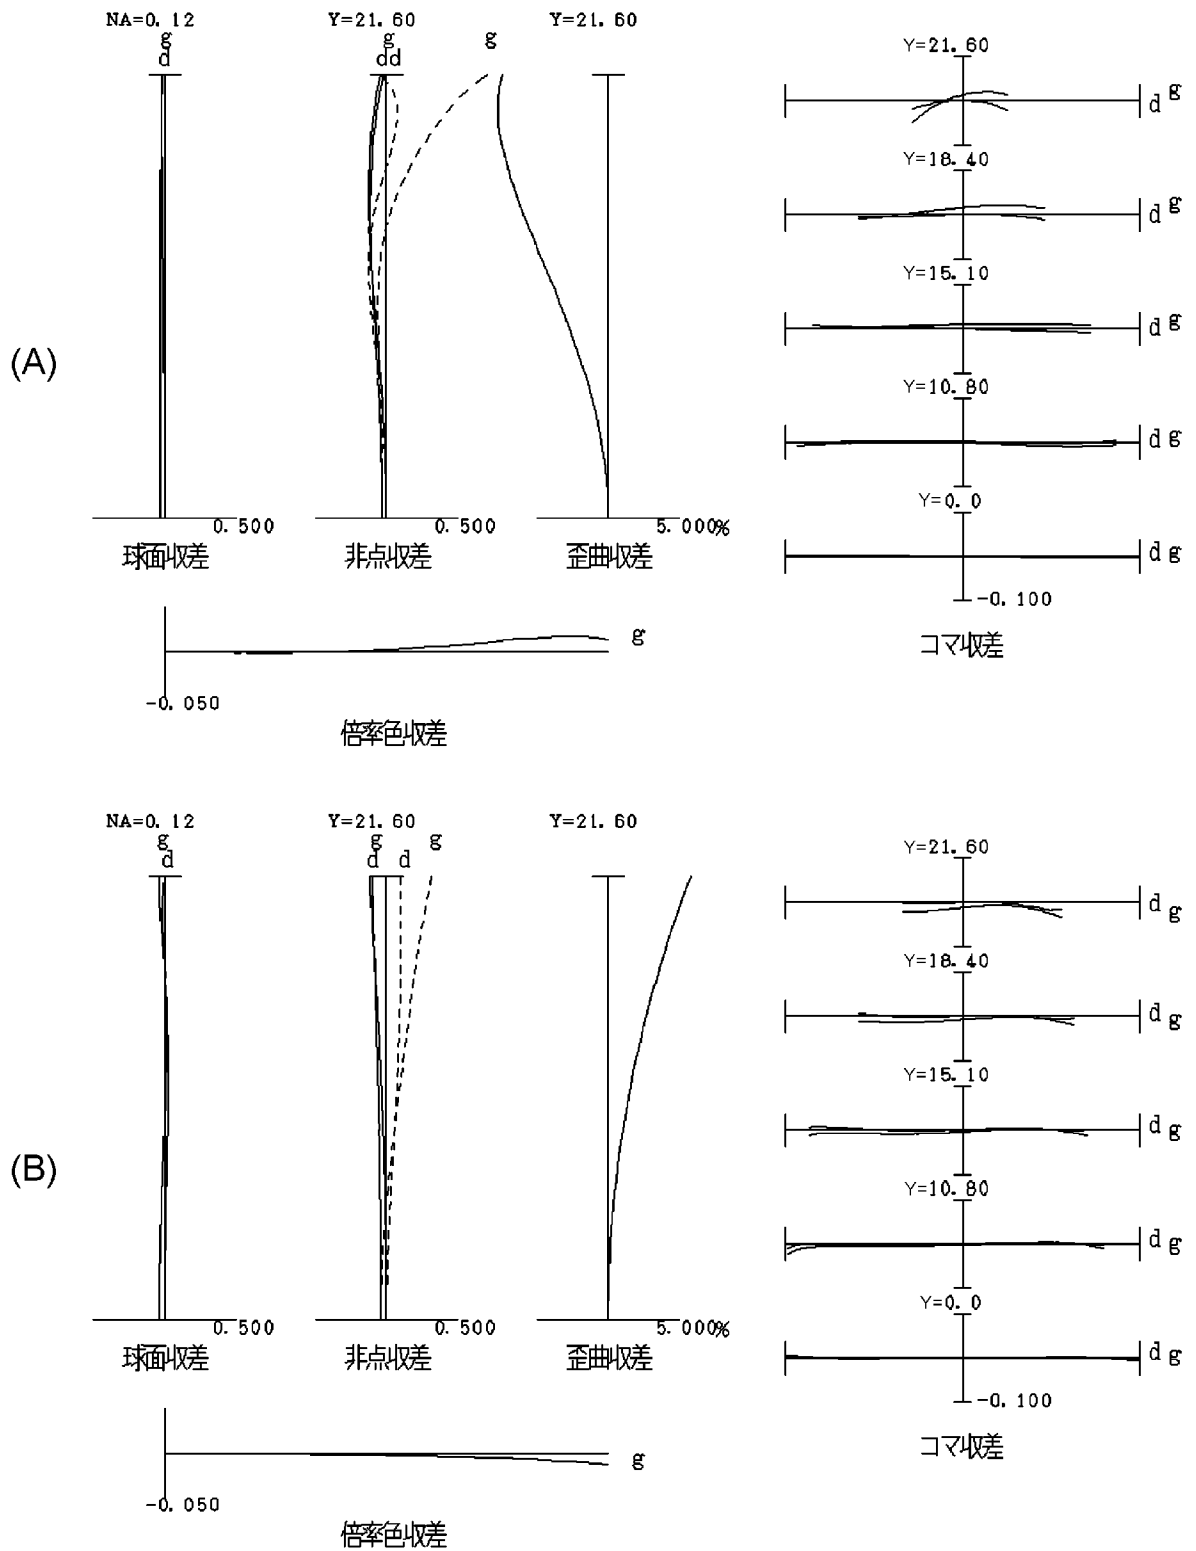 (A)
NA=0.12
g
d
0.500
球面収差
Y=21.60
g
dd
g
0.500
非点収差
Y=21.60
5.000%
歪曲収差
g
-0.050
倍率色収差
Y=21.60
d g
Y=18.40
d g
Y=15.10
d g
Y=10.80
d g
Y=0.0
d g
-0.100
コマ収差
(B)
NA=0.12
g
d
0.500
球面収差
Y=21.60
g g
d d
0.500
非点収差
Y=21.60
5.000%
歪曲収差
g
-0.050
倍率色収差
Y=21.60
d g
Y=18.40
d g
Y=15.10
d g
Y=10.80
d g
Y=0.0
d g
-0.100
コマ収差